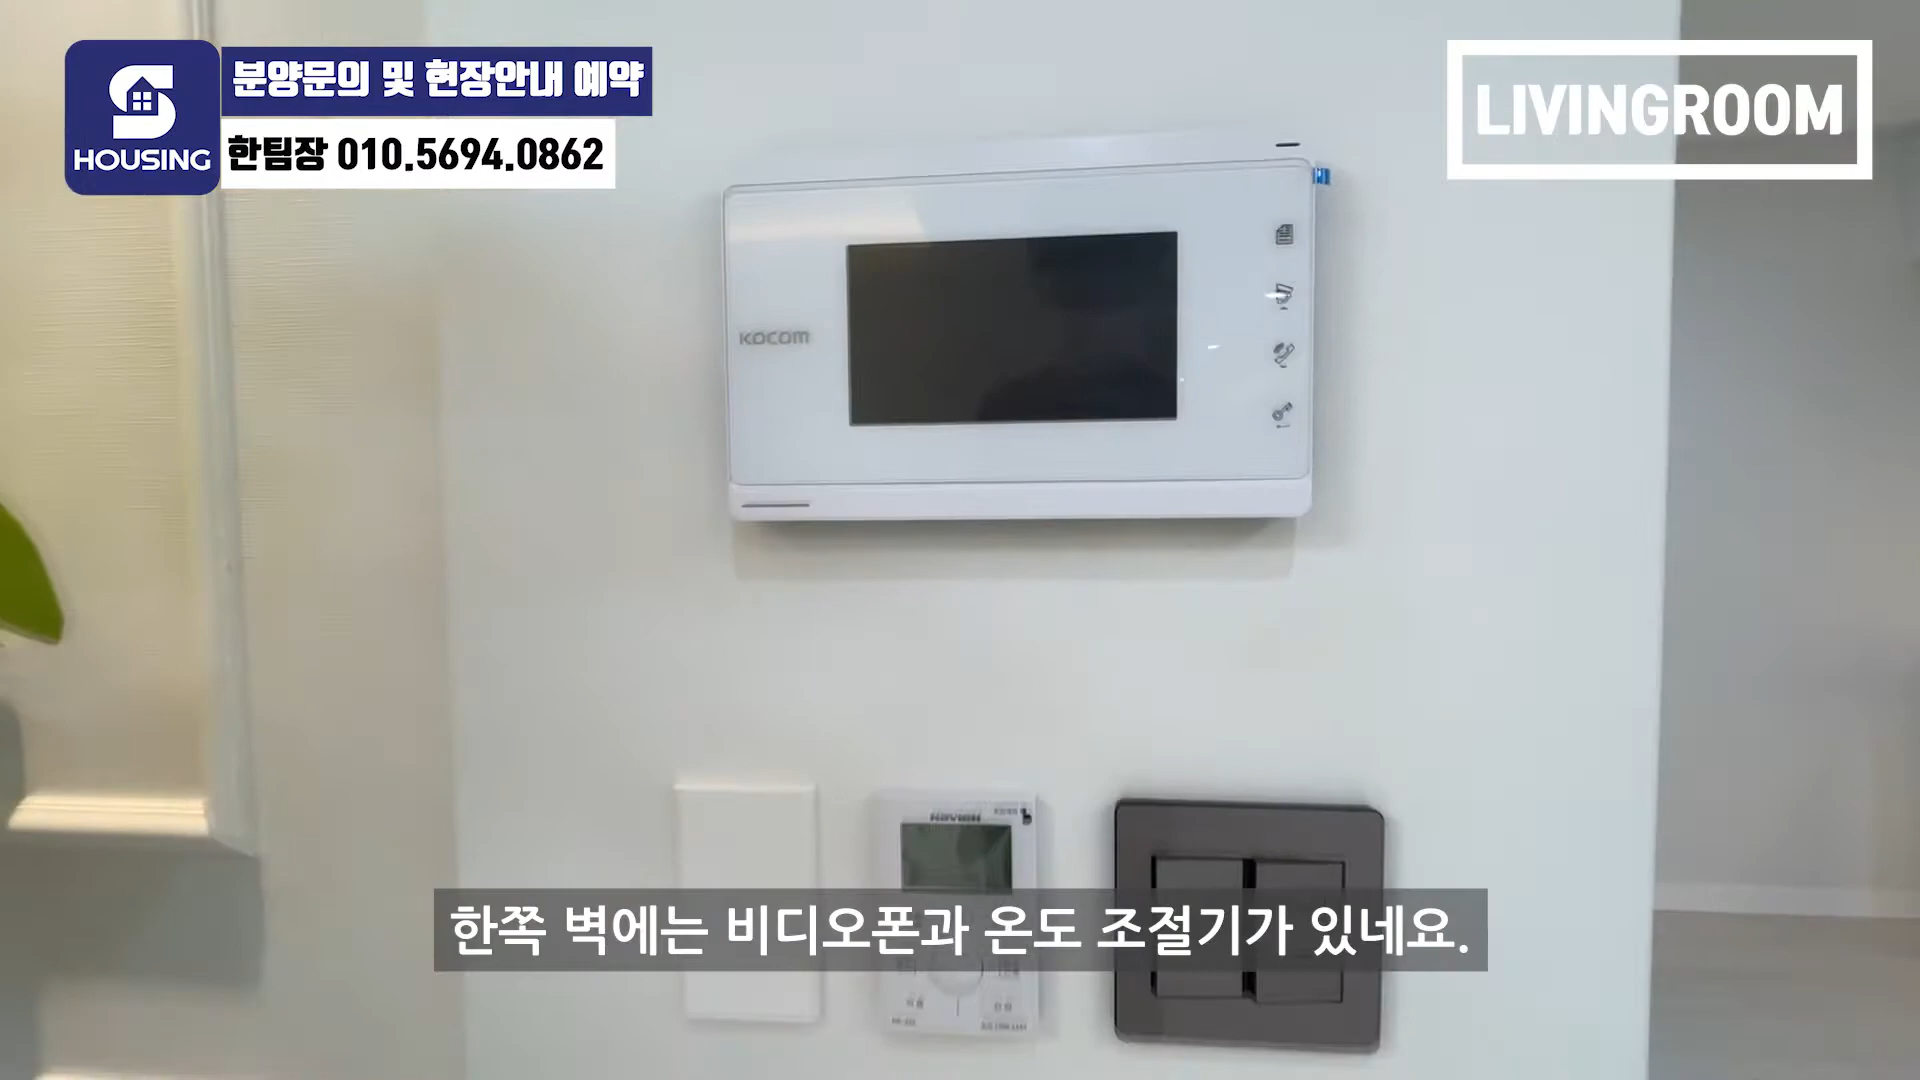 분양문의 및 현장안내 예약
S HOUSING
한팀장 010.5694.0862
LIVINGROOM
KOCOM
NAVIEN
한쪽 벽에는 비디오폰과 온도 조절기가 있네요.